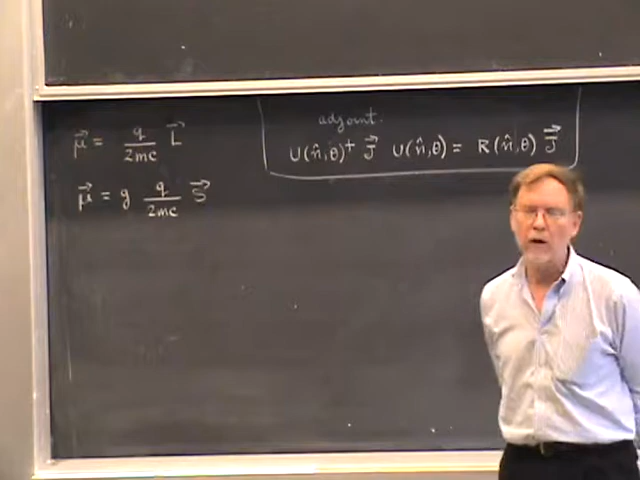 μ⃗ = q/2mc L⃗
μ⃗ = g q/2mc S⃗
adjoint.
U(n̂,θ)† J⃗ U(n̂,θ) = R(n̂,θ) J⃗